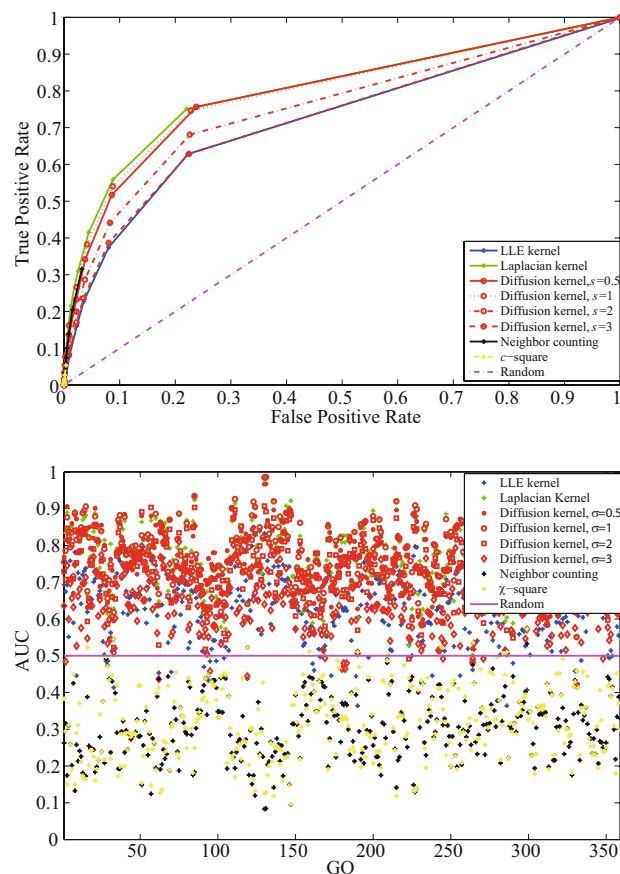 1
0.9
0.8
0.7
0.6
0.5
0.4
0.3
0.2
0.1
0
True Positive Rate
LLE kernel
Laplacian kernel
Diffusion kernel, s=0.5
Diffusion kernel, s=1
Diffusion kernel, s=2
Diffusion kernel, s=3
Neighbor counting
c−square
Random
0 0.1 0.2 0.3 0.4 0.5 0.6 0.7 0.8 0.9 1
False Positive Rate
1
0.9
0.8
0.7
0.6
0.5
0.4
0.3
0.2
0.1
0
AUC
LLE kernel
Laplacian Kernel
Diffusion kernel, σ=0.5
Diffusion kernel, σ=1
Diffusion kernel, σ=2
Diffusion kernel, σ=3
Neighbor counting
χ−square
Random
50 100 150 200 250 300 350
GO